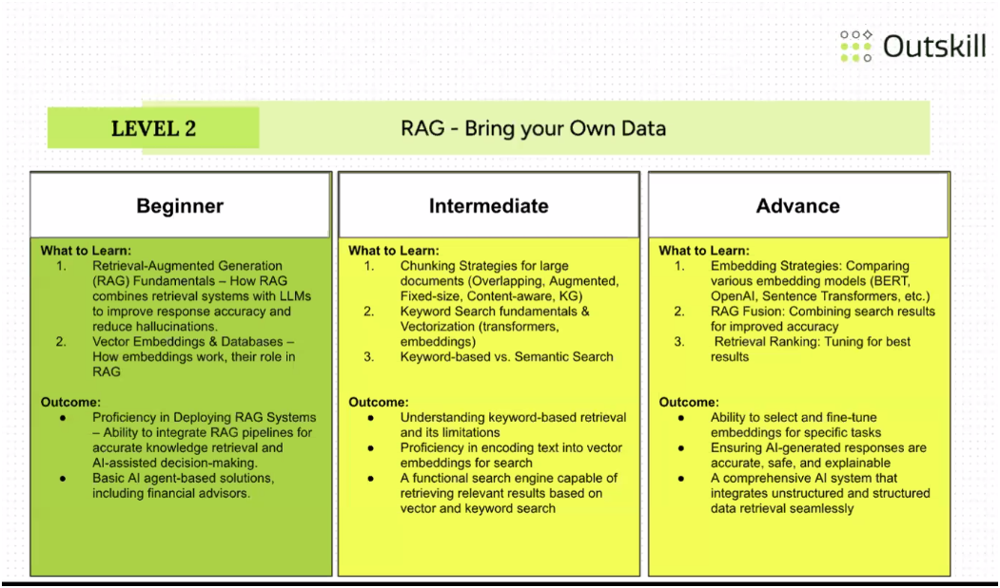 Outskill
LEVEL 2
RAG - Bring your Own Data
Beginner
What to Learn:
1. Retrieval-Augmented Generation
(RAG) Fundamentals – How RAG
combines retrieval systems with LLMs
to improve response accuracy and
reduce hallucinations.
2. Vector Embeddings & Databases –
How embeddings work, their role in
RAG
Outcome:
● Proficiency in Deploying RAG Systems
– Ability to integrate RAG pipelines for
accurate knowledge retrieval and
AI-assisted decision-making.
● Basic AI agent-based solutions,
including financial advisors.
Intermediate
What to Learn:
1. Chunking Strategies for large
documents (Overlapping, Augmented,
Fixed-size, Content-aware, KG)
2. Keyword Search fundamentals &
Vectorization (transformers,
embeddings)
3. Keyword-based vs. Semantic Search
Outcome:
● Understanding keyword-based retrieval
and its limitations
● Proficiency in encoding text into vector
embeddings for search
● A functional search engine capable of
retrieving relevant results based on
vector and keyword search
Advance
What to Learn:
1. Embedding Strategies: Comparing
various embedding models (BERT,
OpenAI, Sentence Transformers, etc.)
2. RAG Fusion: Combining search results
for improved accuracy
3. Retrieval Ranking: Tuning for best
results
Outcome:
● Ability to select and fine-tune
embeddings for specific tasks
● Ensuring AI-generated responses are
accurate, safe, and explainable
● A comprehensive AI system that
integrates unstructured and structured
data retrieval seamlessly